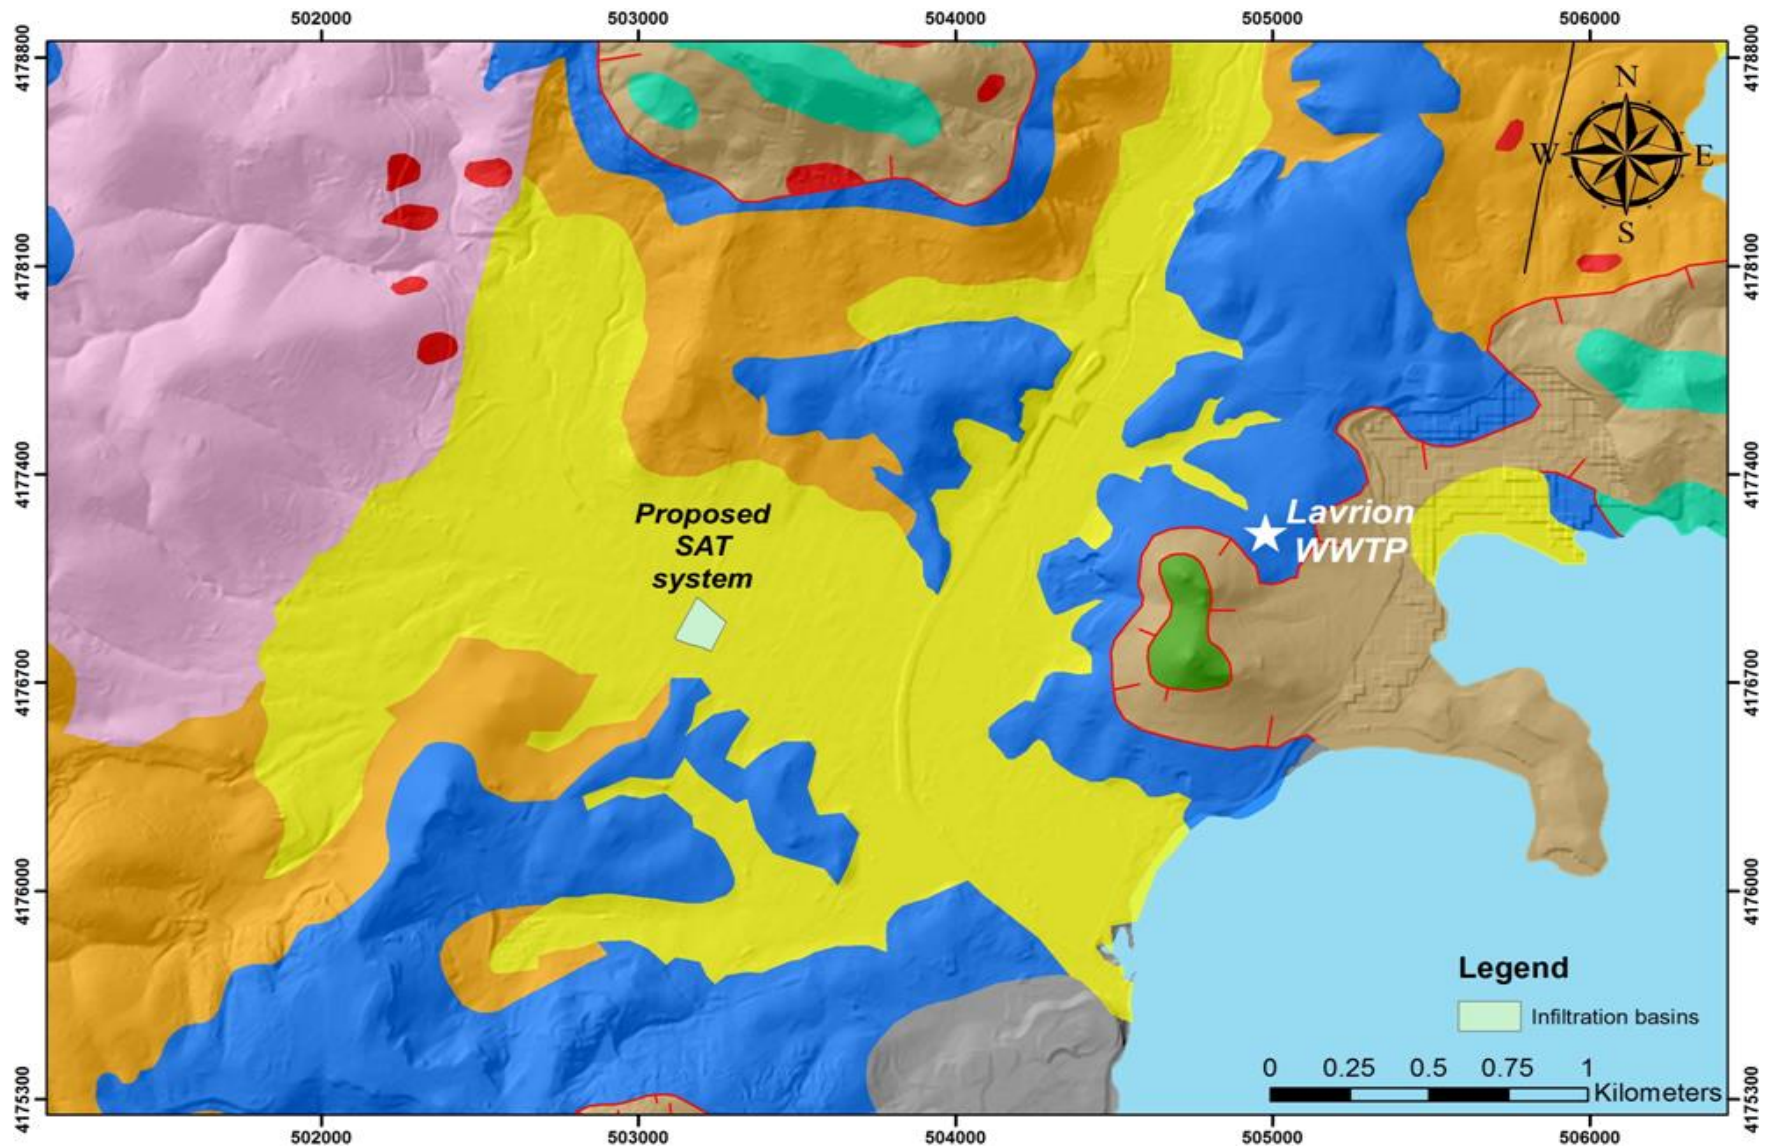 502000 503000 504000 505000 506000
4178800 4178800
N
W E
S
4178100 4178100
4177400 4177400
Proposed
SAT
system
Lavrion
WWTP
4176700 4176700
4176000 4176000
Legend
Infiltration basins
0 0.25 0.5 0.75 1
Kilometers
4175300 4175300
502000 503000 504000 505000 506000